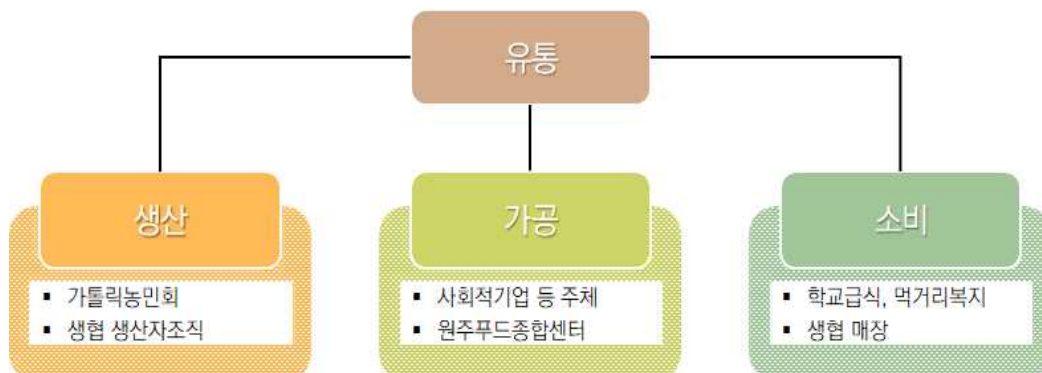 유통
생산
▪ 가톨릭농민회
▪ 생협 생산자조직
가공
▪ 사회적기업 등 주체
▪ 원주푸드종합센터
소비
▪ 학교급식, 먹거리복지
▪ 생협 매장